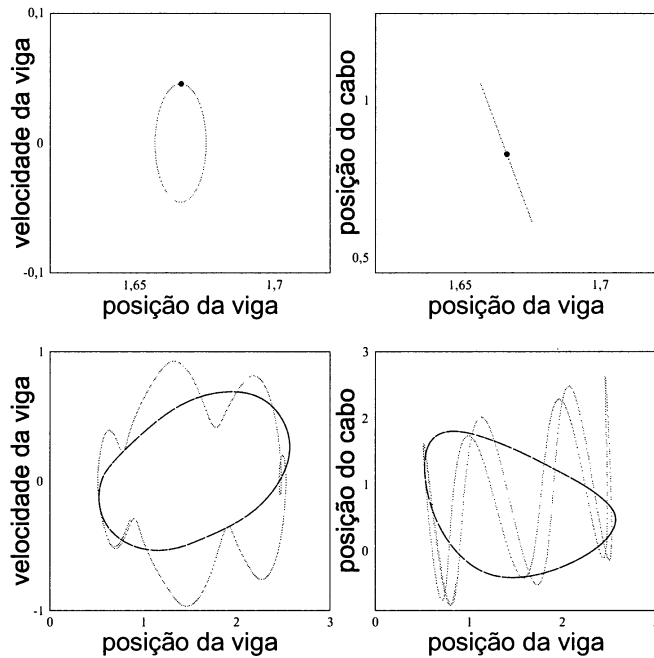 0,1
velocidade da viga
0
-0,1
1,65
1,7
posição da viga
posição do cabo
1
0,5
1,65
1,7
posição da viga
1
velocidade da viga
0
-1
0
1
2
3
posição da viga
3
posição do cabo
2
1
0
0
1
2
posição da viga